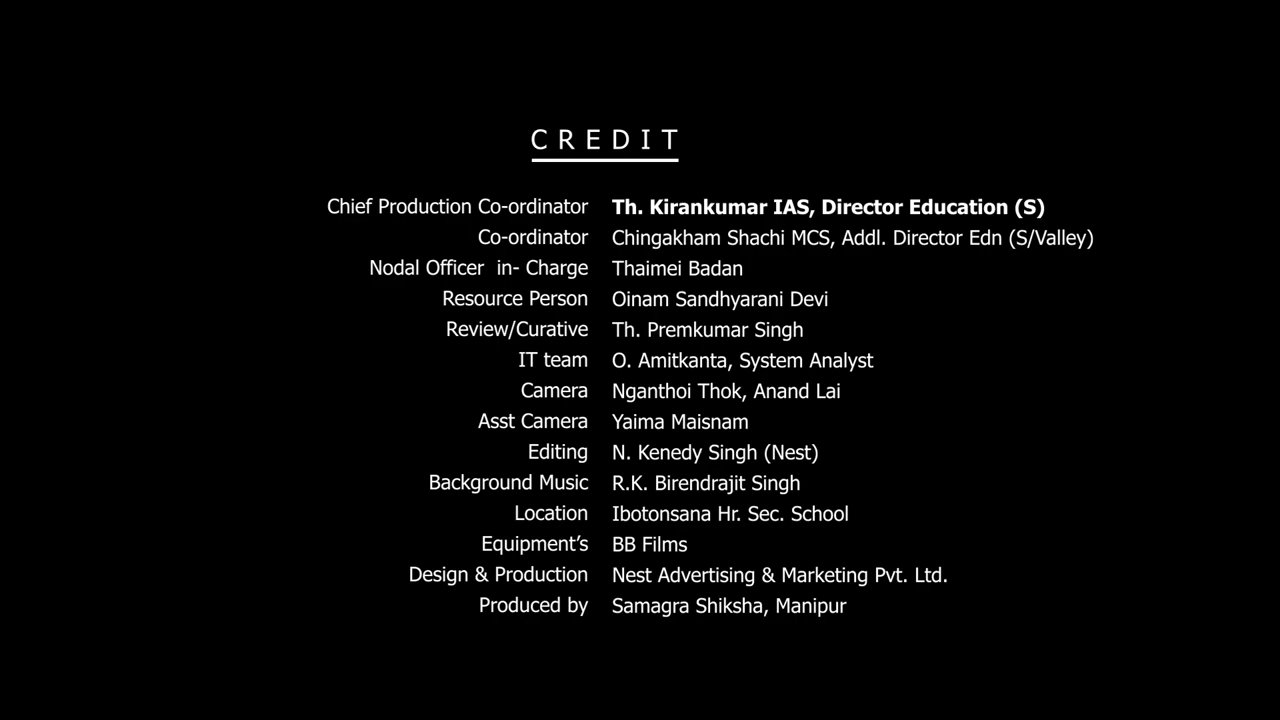 CREDIT
Chief Production Co-ordinator Th. Kirankumar IAS, Director Education (S)
Co-ordinator Chingakham Shachi MCS, Addl. Director Edn (S/Valley)
Nodal Officer in- Charge Thaimei Badan
Resource Person Oinam Sandhyarani Devi
Review/Curative Th. Premkumar Singh
IT team O. Amitkanta, System Analyst
Camera Nganthoi Thok, Anand Lai
Asst Camera Yaima Maisnam
Editing N. Kenedy Singh (Nest)
Background Music R.K. Birendrajit Singh
Location Ibotonsana Hr. Sec. School
Equipment’s BB Films
Design & Production Nest Advertising & Marketing Pvt. Ltd.
Produced by Samagra Shiksha, Manipur